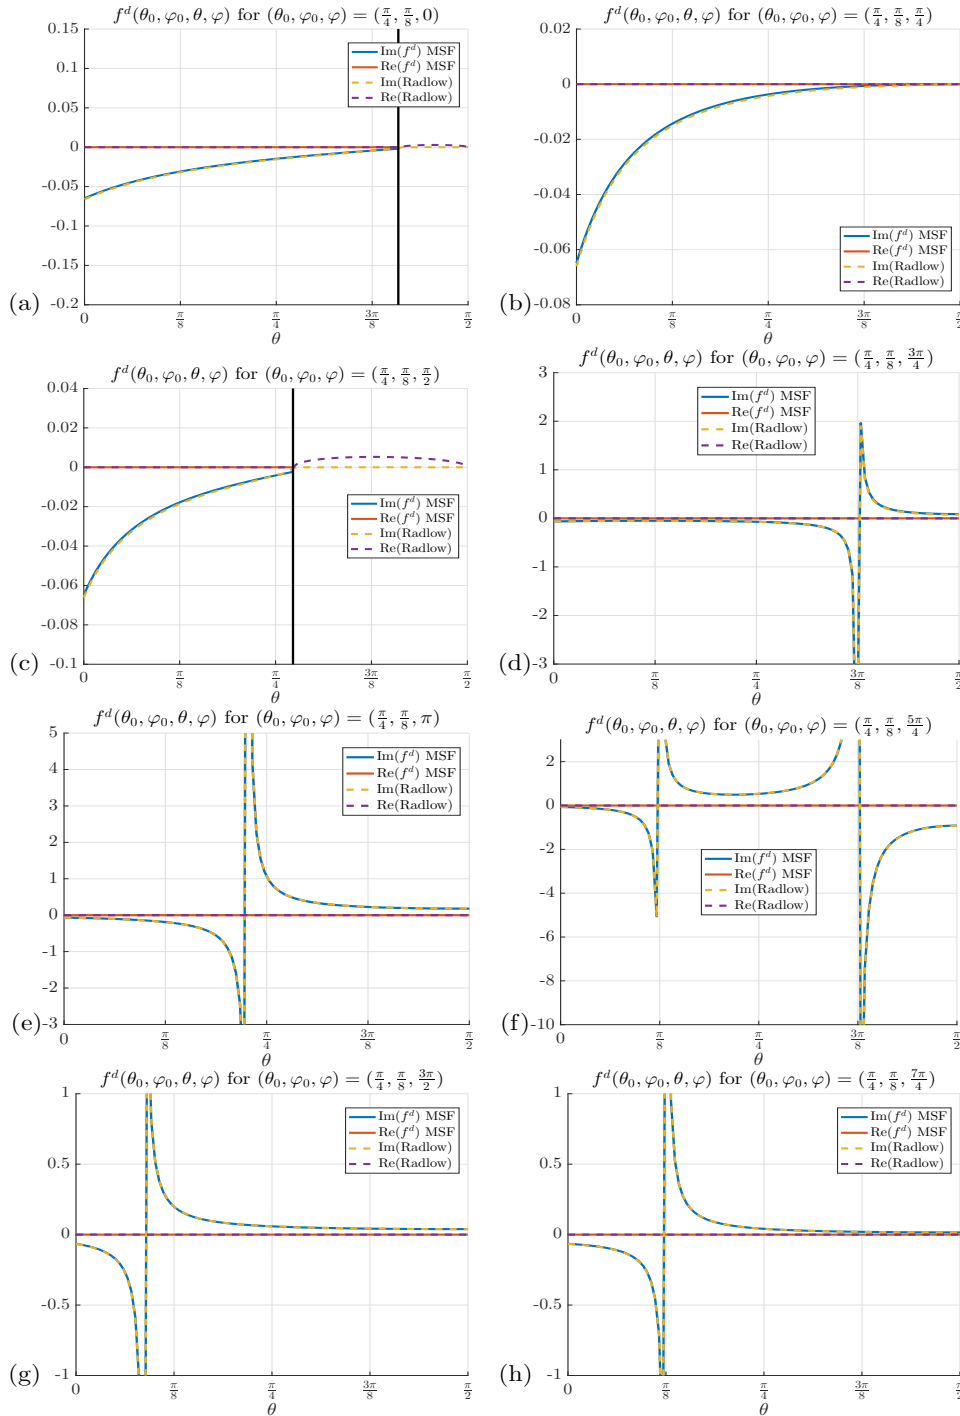 f^d(θ_0, φ_0, θ, φ) for (θ_0, φ_0, φ) = (π/4, π/8, 0)
0.15
0.1
0.05
0
-0.05
-0.1
-0.15
-0.2
Im(f^d) MSF
Re(f^d) MSF
Im(Radlow)
Re(Radlow)
0 π/8 π/4 3π/8 π/2
θ
(a)
f^d(θ_0, φ_0, θ, φ) for (θ_0, φ_0, φ) = (π/4, π/8, π/4)
0.02
0
-0.02
-0.04
-0.06
-0.08
Im(f^d) MSF
Re(f^d) MSF
Im(Radlow)
Re(Radlow)
0 π/8 π/4 3π/8 π/2
θ
(b)
f^d(θ_0, φ_0, θ, φ) for (θ_0, φ_0, φ) = (π/4, π/8, π/2)
0.04
0.02
0
-0.02
-0.04
-0.06
-0.08
-0.1
Im(f^d) MSF
Re(f^d) MSF
Im(Radlow)
Re(Radlow)
0 π/8 π/4 3π/8 π/2
θ
(c)
f^d(θ_0, φ_0, θ, φ) for (θ_0, φ_0, φ) = (π/4, π/8, 3π/4)
3
2
1
0
-1
-2
-3
Im(f^d) MSF
Re(f^d) MSF
Im(Radlow)
Re(Radlow)
0 π/8 π/4 3π/8 π/2
θ
(d)
f^d(θ_0, φ_0, θ, φ) for (θ_0, φ_0, φ) = (π/4, π/8, π)
5
4
3
2
1
0
-1
-2
-3
Im(f^d) MSF
Re(f^d) MSF
Im(Radlow)
Re(Radlow)
0 π/8 π/4 3π/8 π/2
θ
(e)
f^d(θ_0, φ_0, θ, φ) for (θ_0, φ_0, φ) = (π/4, π/8, 5π/4)
2
0
-2
-4
-6
-8
-10
Im(f^d) MSF
Re(f^d) MSF
Im(Radlow)
Re(Radlow)
0 π/8 π/4 3π/8 π/2
θ
(f)
f^d(θ_0, φ_0, θ, φ) for (θ_0, φ_0, φ) = (π/4, π/8, 3π/2)
1
0.5
0
-0.5
-1
Im(f^d) MSF
Re(f^d) MSF
Im(Radlow)
Re(Radlow)
0 π/8 π/4 3π/8 π/2
θ
(g)
f^d(θ_0, φ_0, θ, φ) for (θ_0, φ_0, φ) = (π/4, π/8, 7π/4)
1
0.5
0
-0.5
-1
Im(f^d) MSF
Re(f^d) MSF
Im(Radlow)
Re(Radlow)
0 π/8 π/4 3π/8 π/2
θ
(h)